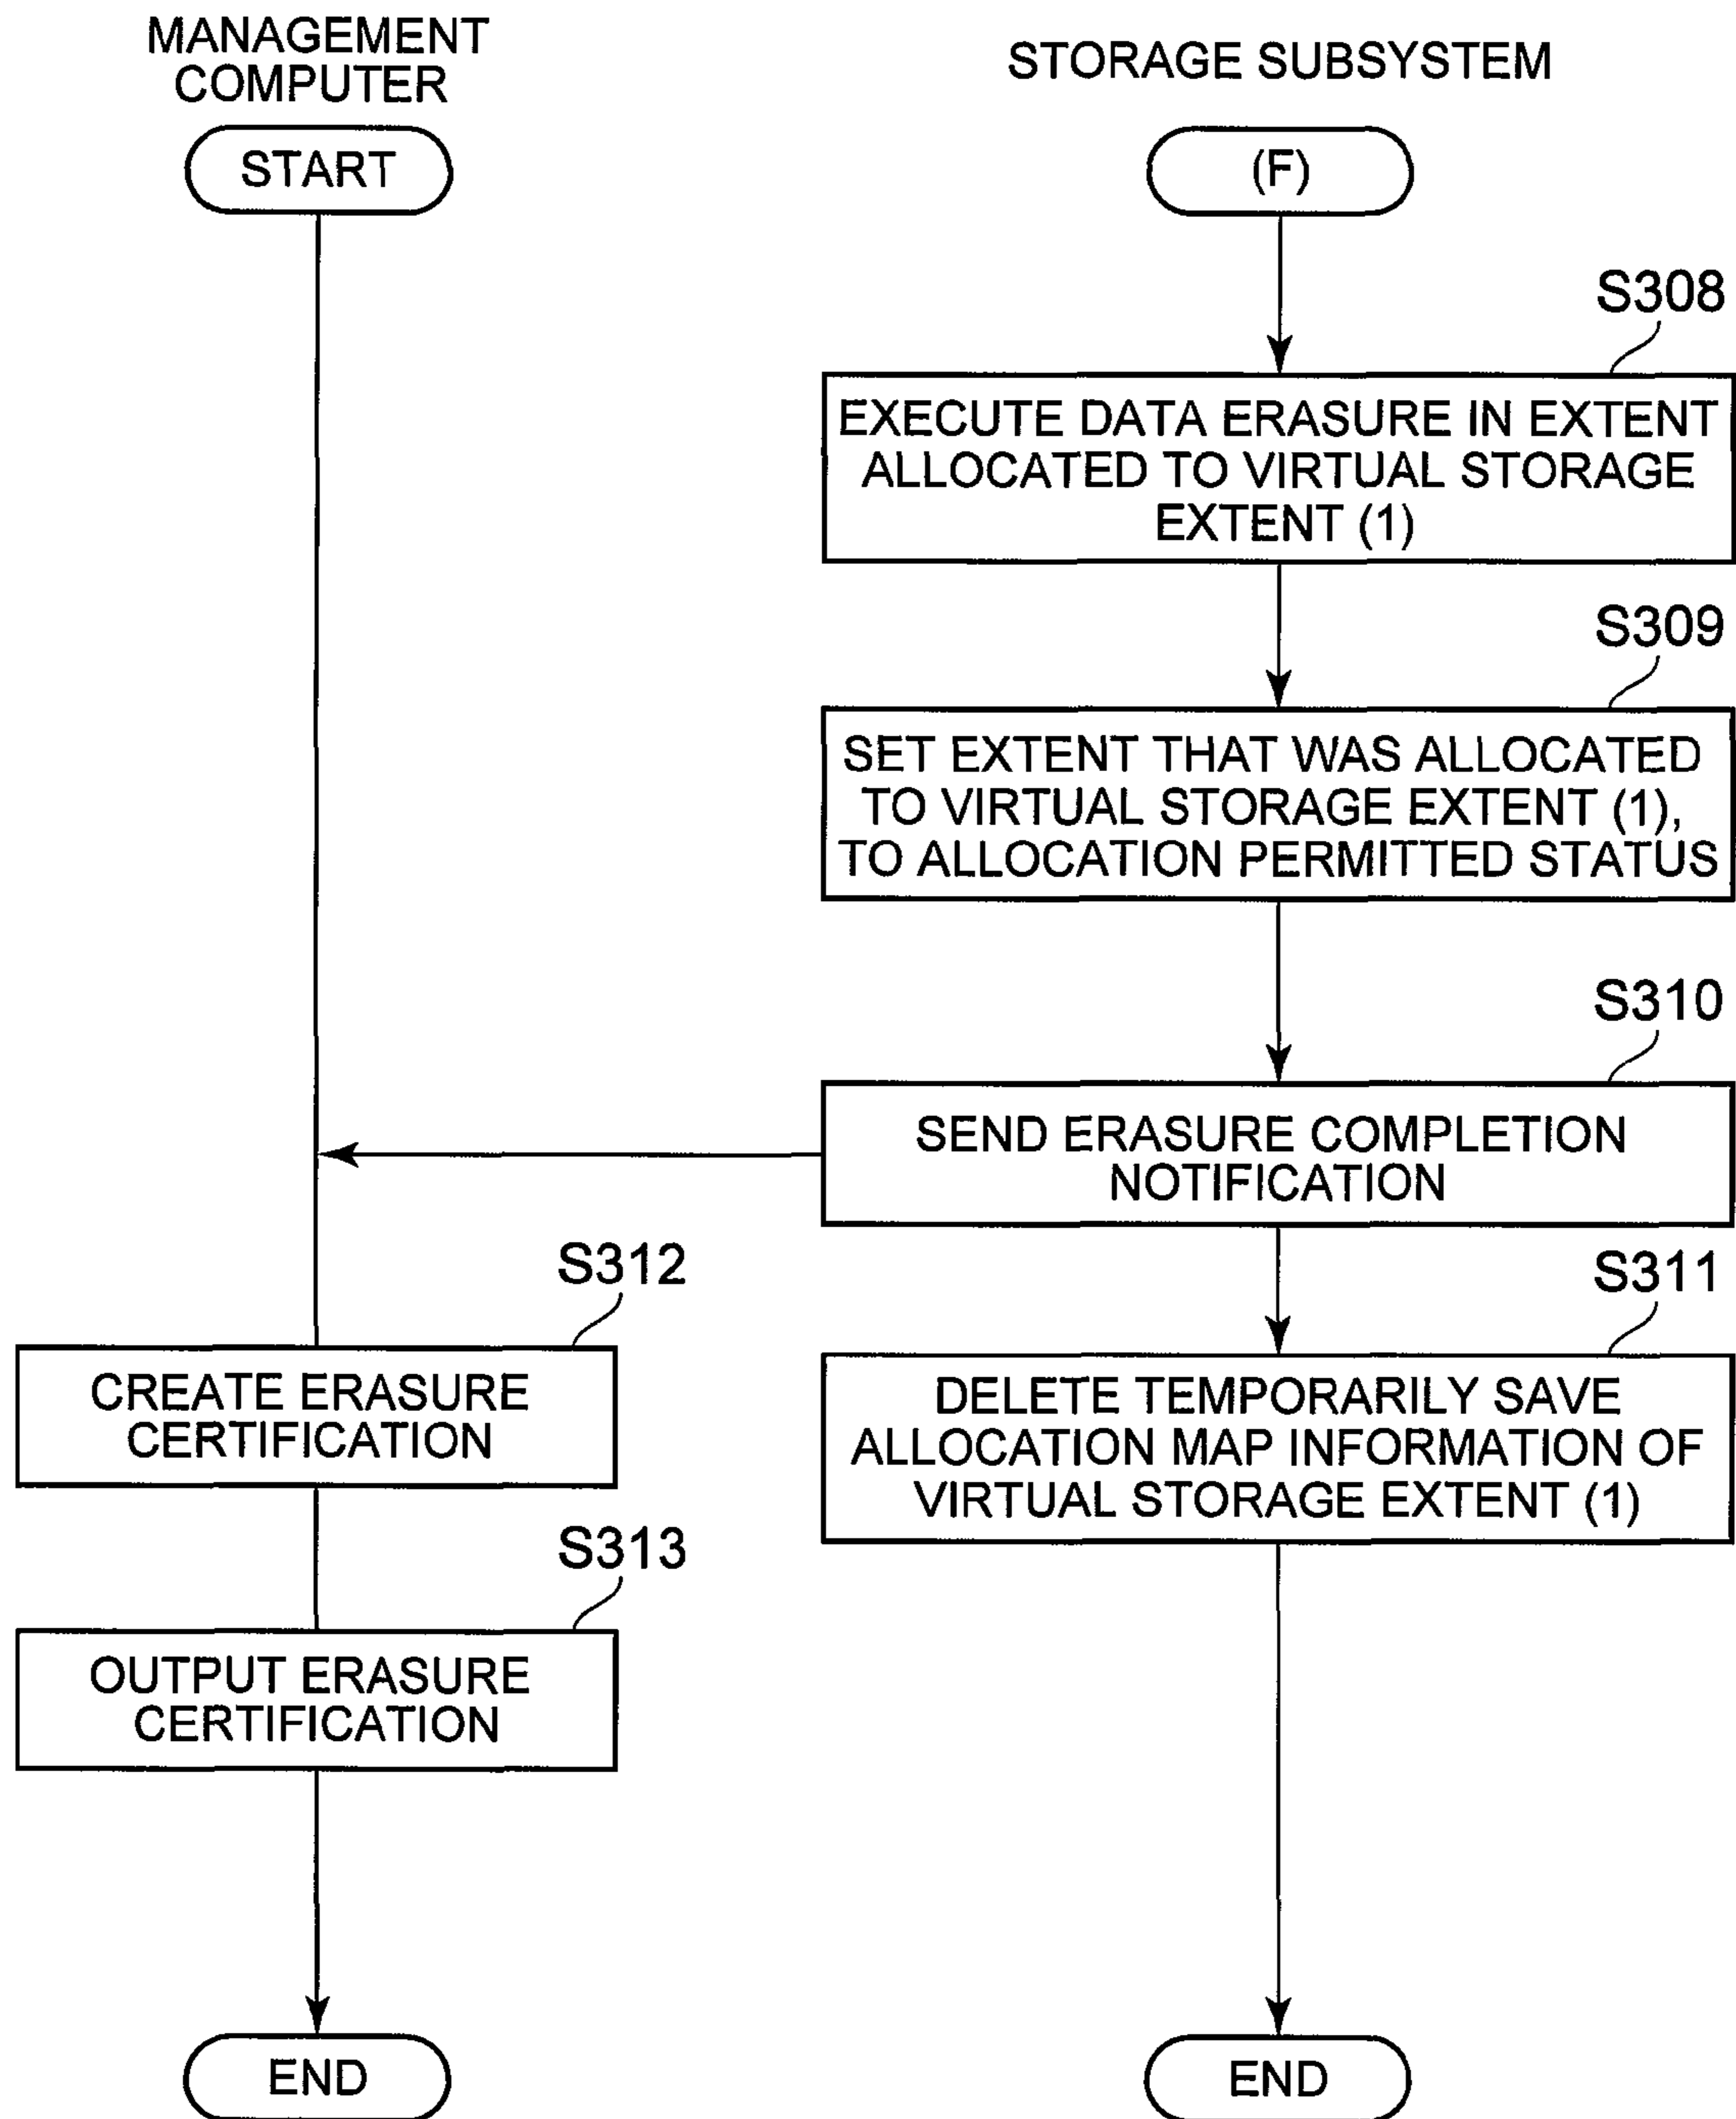 MANAGEMENT
COMPUTER
STORAGE SUBSYSTEM
START
(F)
S308
EXECUTE DATA ERASURE IN EXTENT
ALLOCATED TO VIRTUAL STORAGE
EXTENT (1)
S309
SET EXTENT THAT WAS ALLOCATED
TO VIRTUAL STORAGE EXTENT (1),
TO ALLOCATION PERMITTED STATUS
S310
SEND ERASURE COMPLETION
NOTIFICATION
S312
CREATE ERASURE
CERTIFICATION
S311
DELETE TEMPORARILY SAVE
ALLOCATION MAP INFORMATION OF
VIRTUAL STORAGE EXTENT (1)
S313
OUTPUT ERASURE
CERTIFICATION
END
END